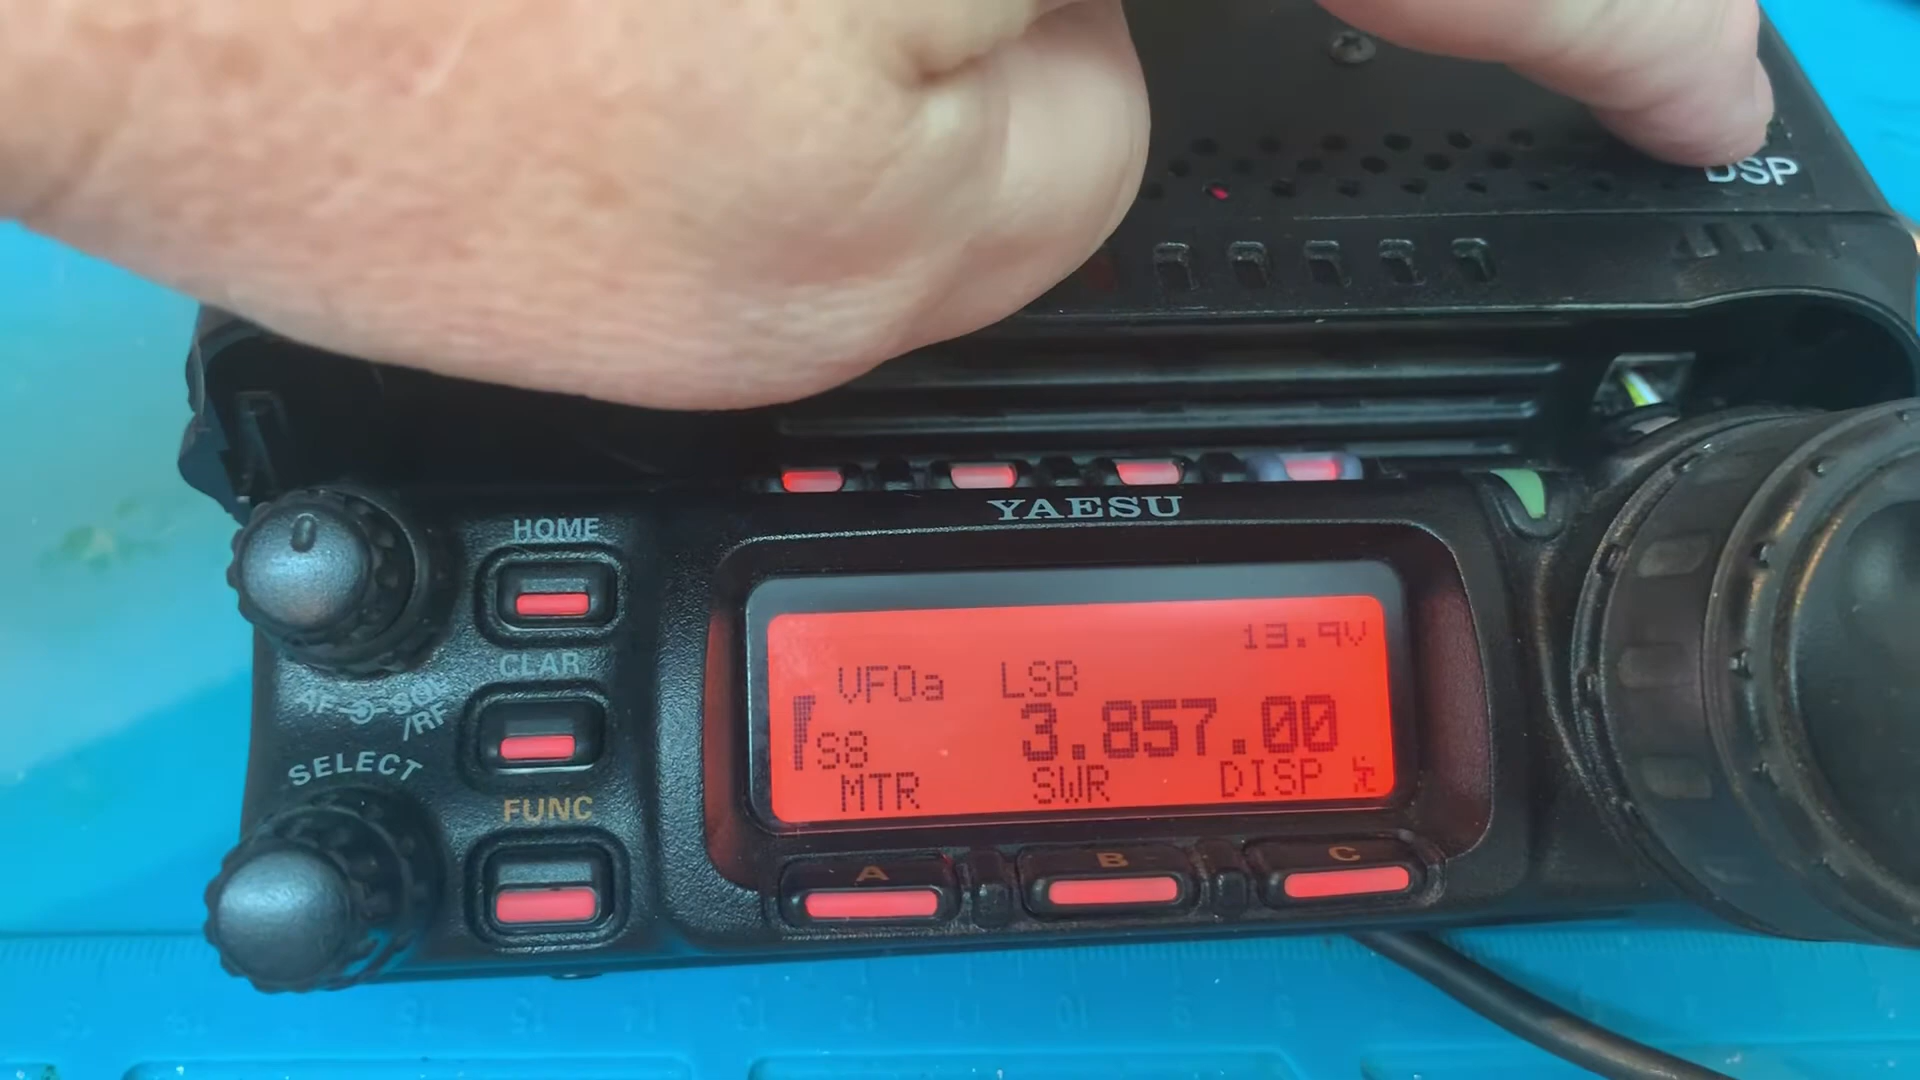 DSP
YAESU
HOME
CLAR
AF SQL
/RF
SELECT
FUNC
13.9V
VFOa LSB
3.857.00
S8
MTR SWR DISP
A B C